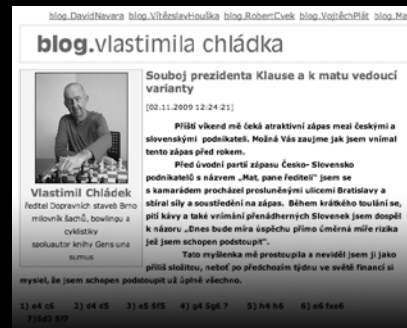 blog.DavidNavara blog.VítězslavHouška blog.RobertCvek blog.VojtěchPlát blog.Ma
blog.vlastimila chládka
Souboj prezidenta Klause a k matu vedoucí
varianty
[02.11.2009 12:24:21]
Příští víkend mě čeká atraktivní zápas mezi českými a
slovenskými podnikateli. Možná Vás zaujme jak jsem vnímal
tento zápas před rokem.
Před úvodní partií zápasu Česko- Slovensko
podnikatelů s názvem „Mat, pane řediteli" jsem se
s kamarádem procházel prosluněnými ulicemi Bratislavy a
sbíral síly a soustředění na zápas. Během krátkého toulání se,
pití kávy a také vnímání přenádherných Slovenek jsem dospěl
k názoru „Dnes bude míra úspěchu přímo úměrná míře rizika
jež jsem schopen podstoupit".
Tato myšlenka mě prostoupila a neviděl jsem ji jako
příliš složitou, neboť po předchozím týdnu ve světě financí si
myslel, že jsem schopen podstoupit už úplně všechno.
Vlastimil Chládek
ředitel Dopravních staveb Brno
milovník šachů, bowlingu a
cyklistiky
spoluautor knihy Gens una
sumus
1) e4 c6 2) d4 d5 3) e5 Sf5 4) g4 Sg6 ? 5) h4 h6 6) e6 fxe6
7)Sd3 Sf7